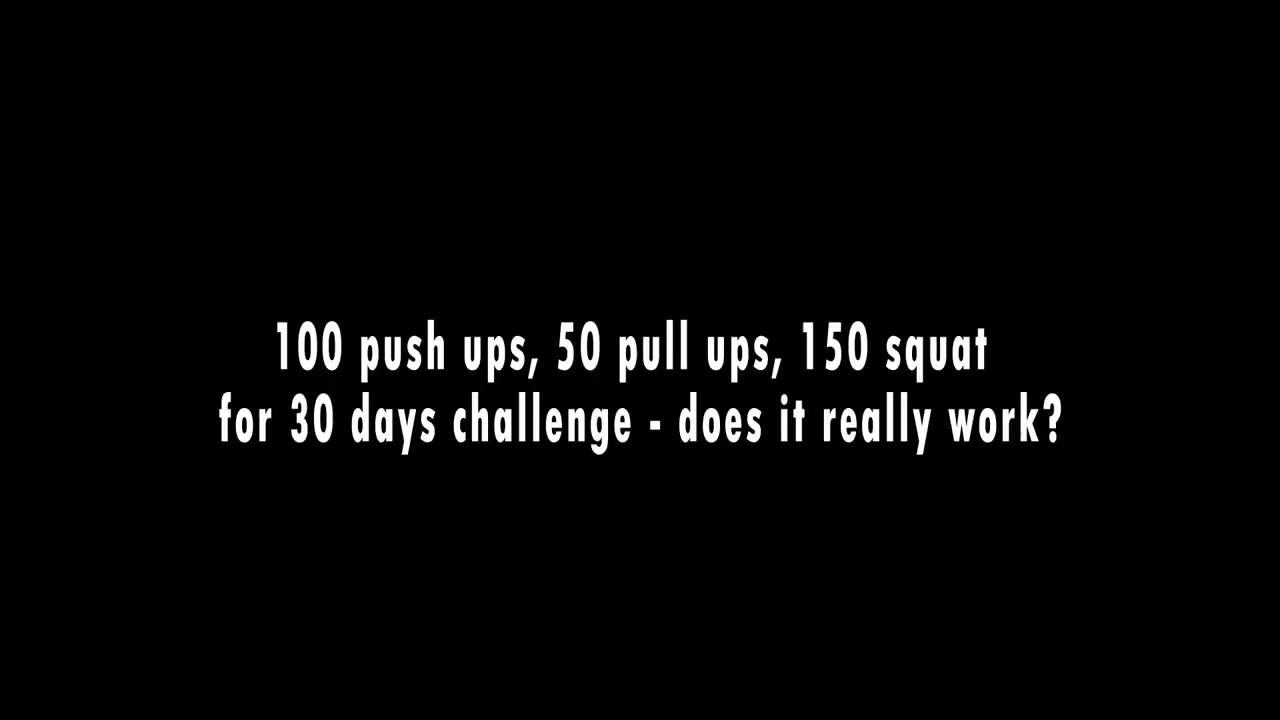 100 push ups, 50 pull ups, 150 squat
for 30 days challenge - does it really work?